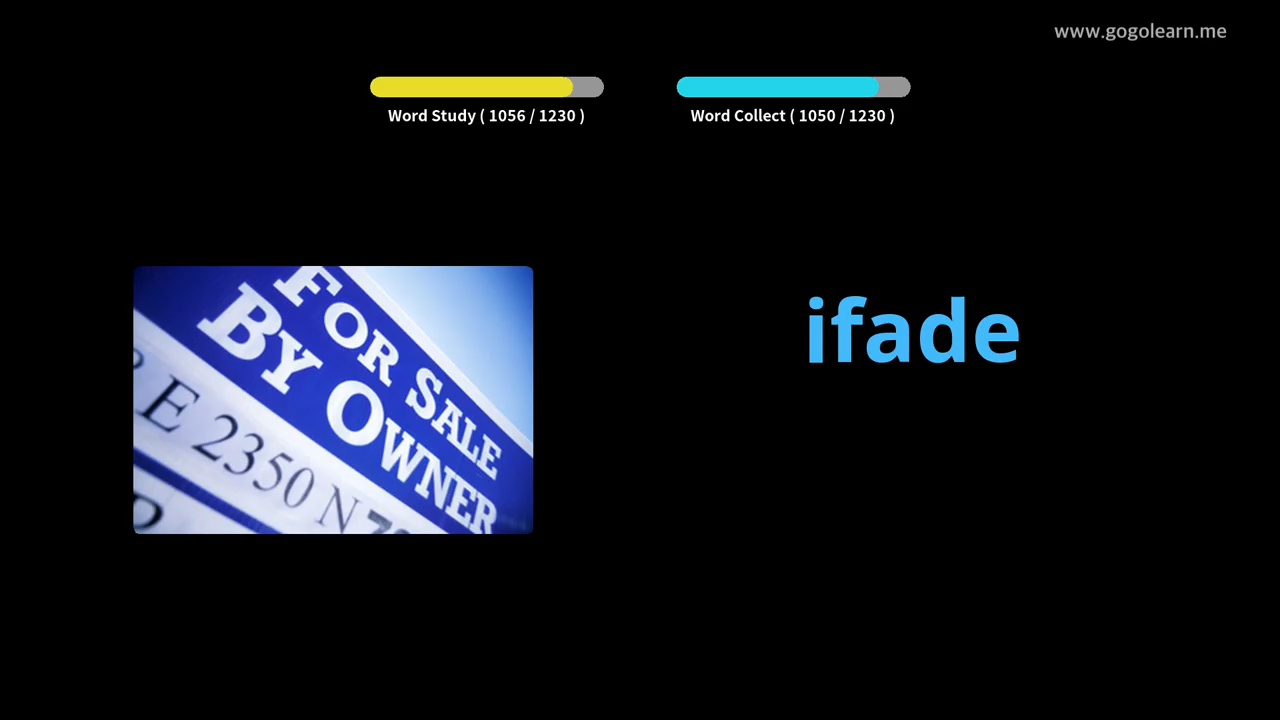 www.gogolearn.me
Word Study ( 1056 / 1230 )
Word Collect ( 1050 / 1230 )
FOR SALE
BY OWNER
E 2350 N
ifade